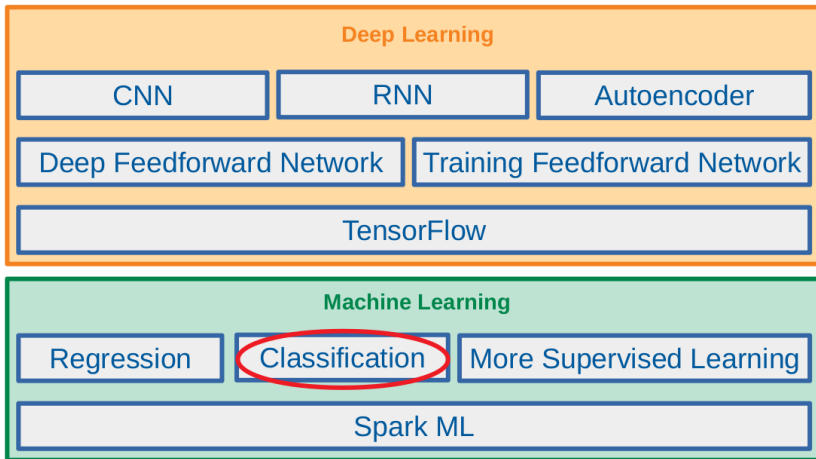 Deep Learning
CNN RNN Autoencoder
Deep Feedforward Network Training Feedforward Network
TensorFlow
Machine Learning
Regression Classification More Supervised Learning
Spark ML